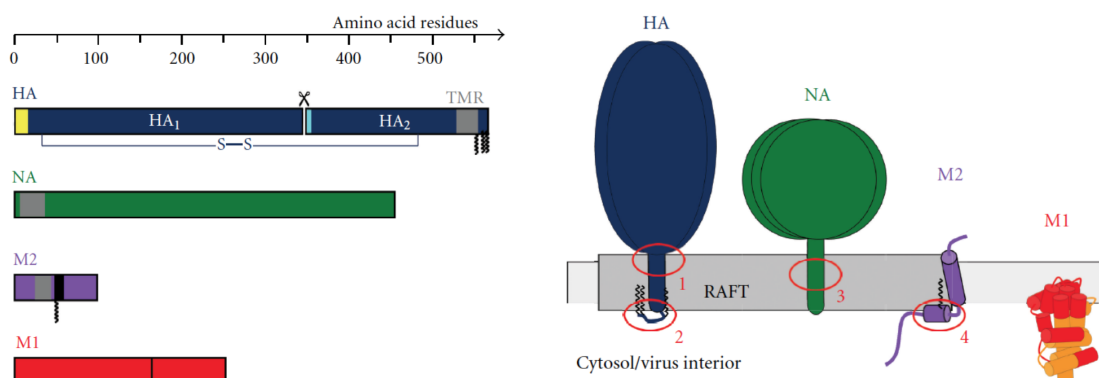 Amino acid residues
0 100 200 300 400 500
HA
TMR
HA1
HA2
S—S
NA
M2
M1
HA
NA
M2
M1
1
RAFT
3
2
4
Cytosol/virus interior